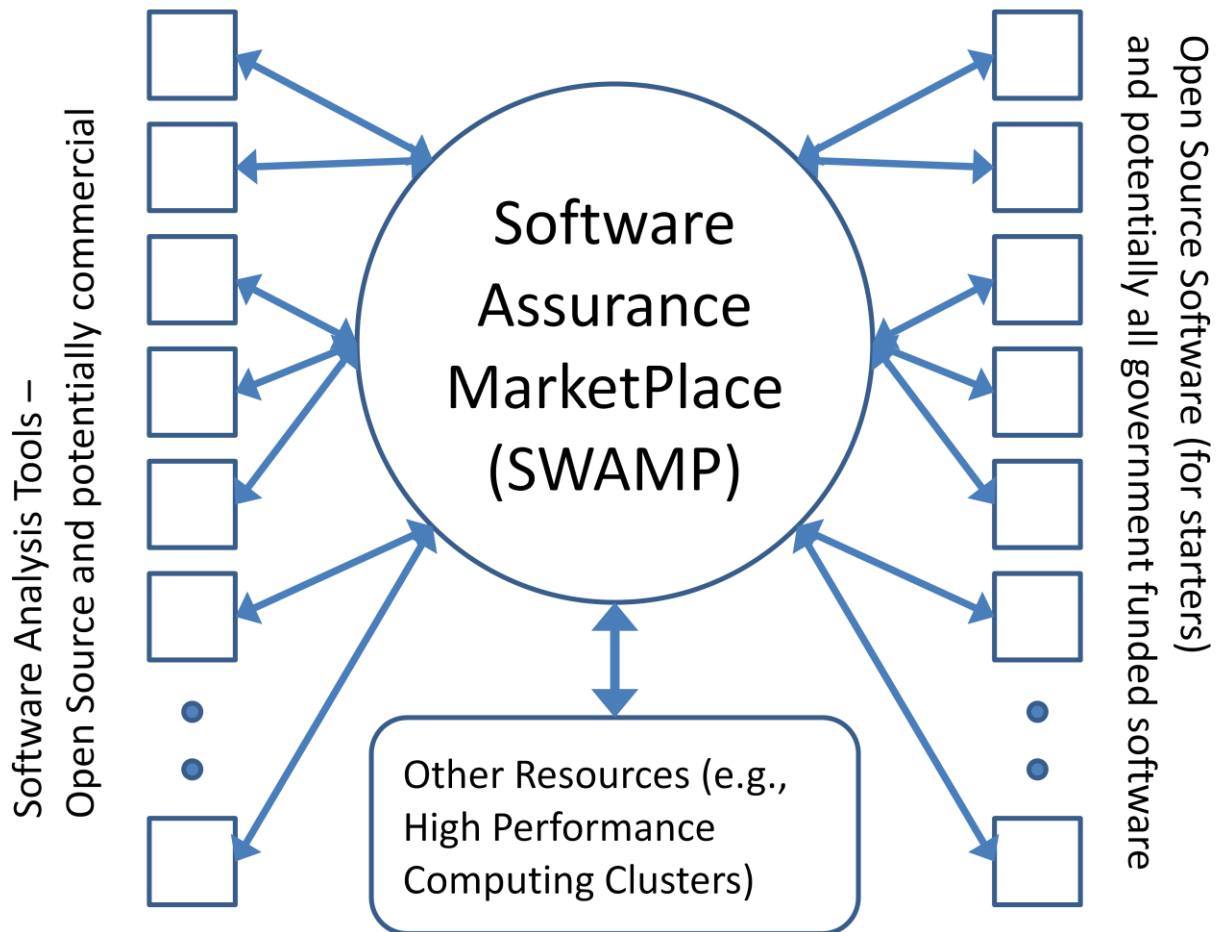 Software Analysis Tools –
Open Source and potentially commercial
Software
Assurance
MarketPlace
(SWAMP)
Other Resources (e.g.,
High Performance
Computing Clusters)
Open Source Software (for starters)
and potentially all government funded software